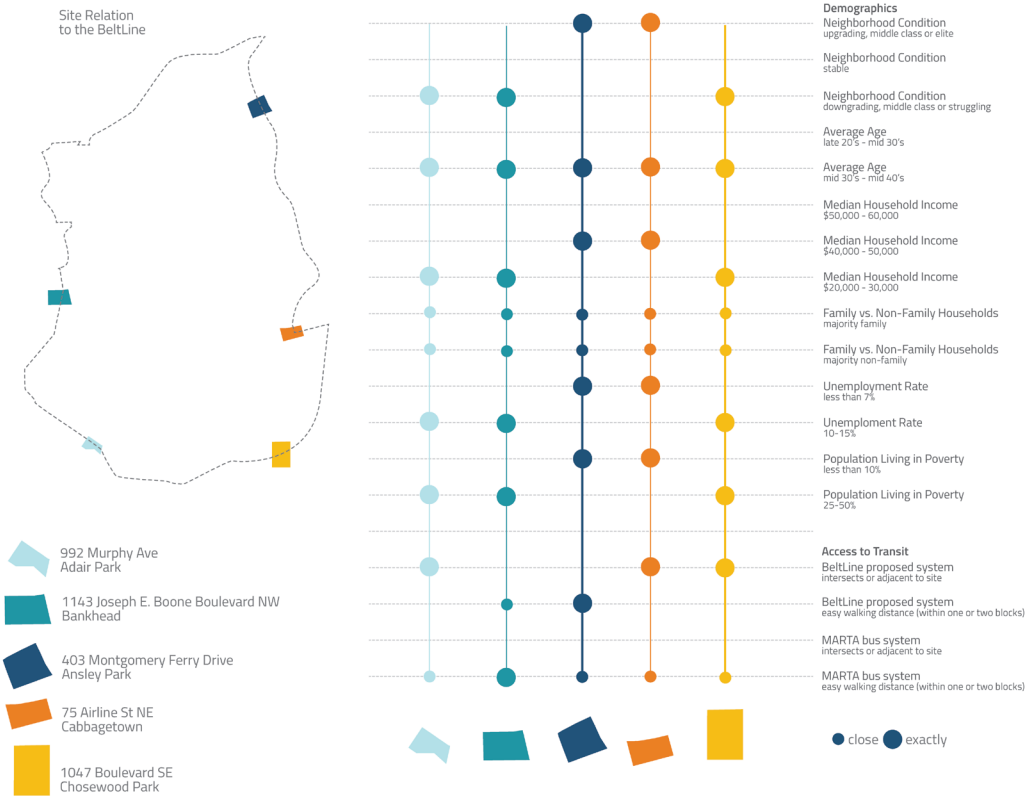 Site Relation
to the BeltLine
Demographics
Neighborhood Condition
upgrading, middle class or elite
Neighborhood Condition
stable
Neighborhood Condition
downgrading, middle class or struggling
Average Age
late 20's - mid 30's
Average Age
mid 30's - mid 40's
Median Household Income
$50,000 - 60,000
Median Household Income
$40,000 - 50,000
Median Household Income
$20,000 - 30,000
Family vs. Non-Family Households
majority family
Family vs. Non-Family Households
majority non-family
Unemployment Rate
less than 7%
Unemploment Rate
10-15%
Population Living in Poverty
less than 10%
Population Living in Poverty
25-50%
Access to Transit
BeltLine proposed system
intersects or adjacent to site
BeltLine proposed system
easy walking distance (within one or two blocks)
MARTA bus system
intersects or adjacent to site
MARTA bus system
easy walking distance (within one or two blocks)
992 Murphy Ave
Adair Park
1143 Joseph E. Boone Boulevard NW
Bankhead
403 Montgomery Ferry Drive
Ansley Park
75 Airline St NE
Cabbagetown
1047 Boulevard SE
Chosewood Park
close
exactly